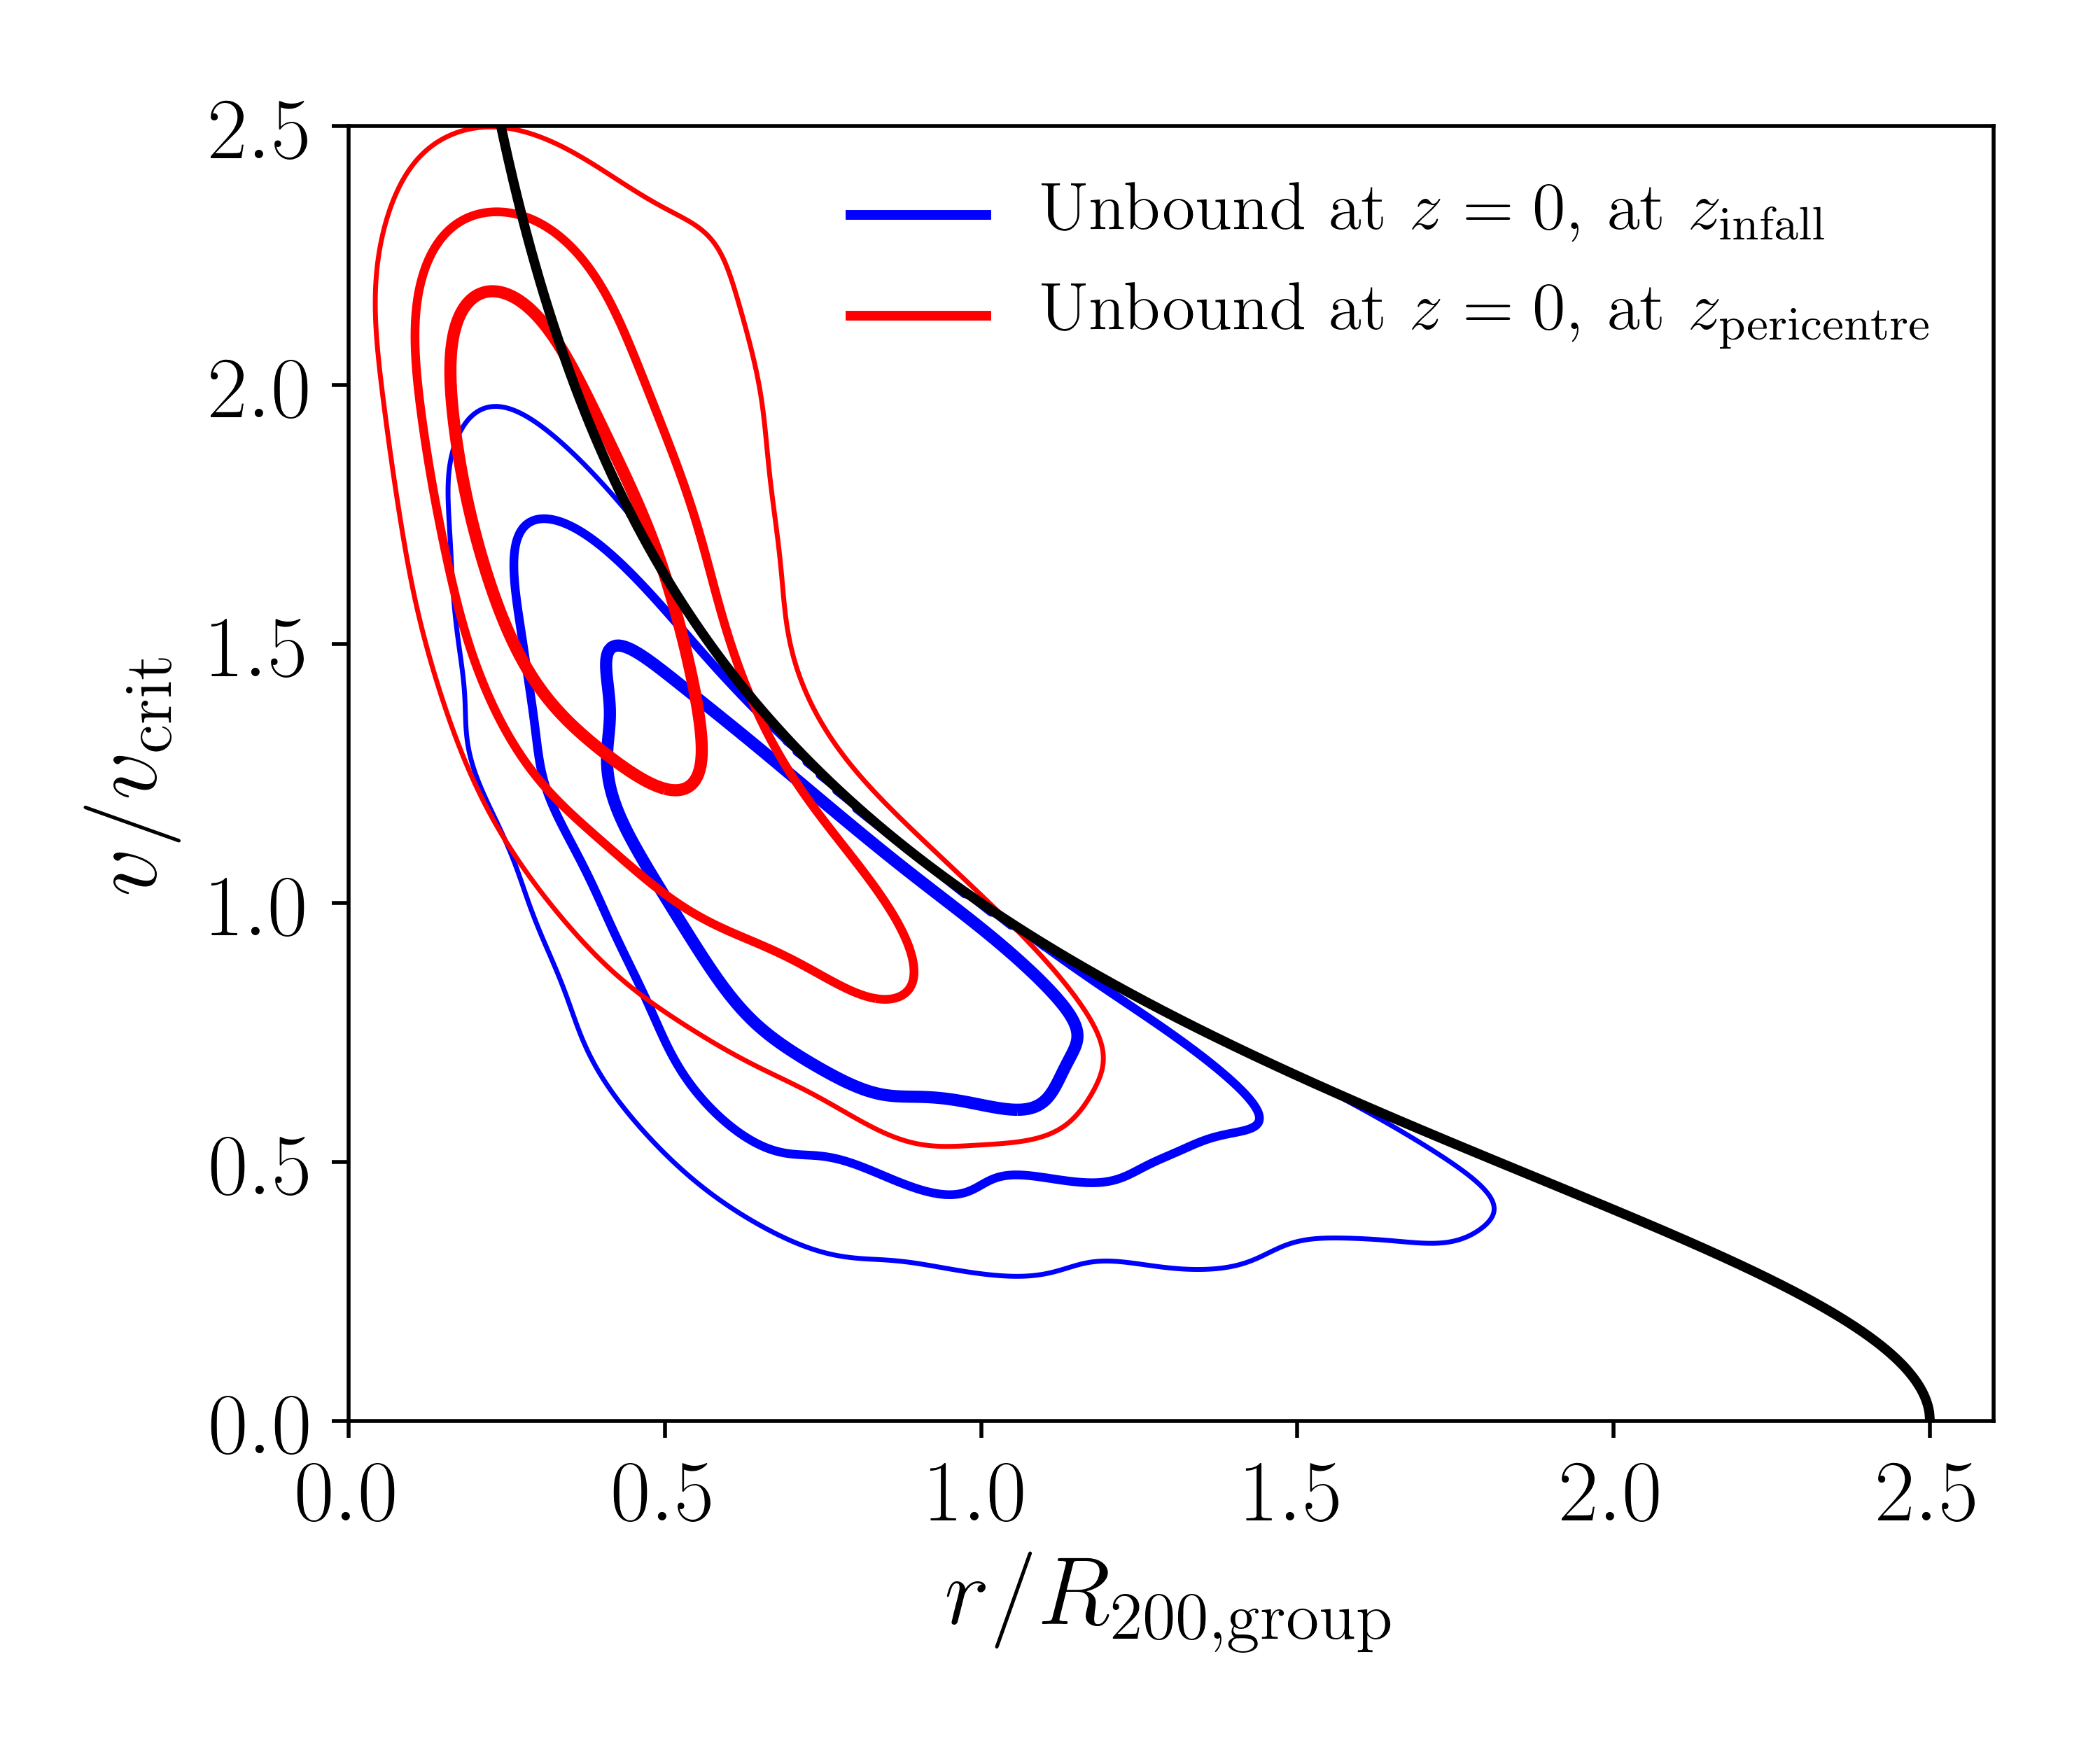 2.5
2.0
1.5
1.0
0.5
0.0
v/v_crit
Unbound at z = 0, at z_infall
Unbound at z = 0, at z_pericentre
0.0 0.5 1.0 1.5 2.0 2.5
r/R_200,group